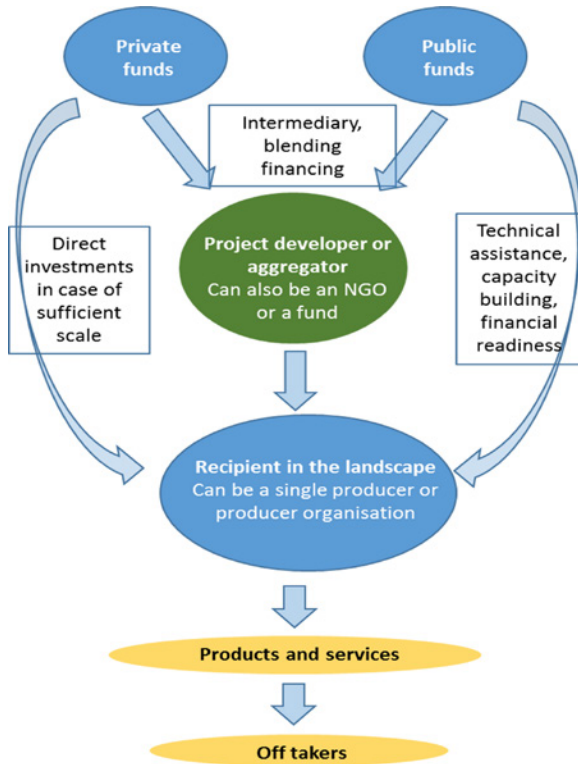 Private
funds
Public
funds
Intermediary,
blending
financing
Project developer or
aggregator
Can also be an NGO
or a fund
Direct
investments
in case of
sufficient
scale
Technical
assistance,
capacity
building,
financial
readiness
Recipient in the landscape
Can be a single producer or
producer organisation
Products and services
Off takers